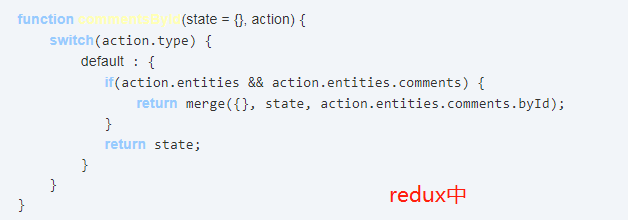 function commentsById(state = {}, action) {
switch(action.type) {
default : {
if(action.entities && action.entities.comments) {
return merge({}, state, action.entities.comments.byId);
}
return state;
}
}
}
redux中